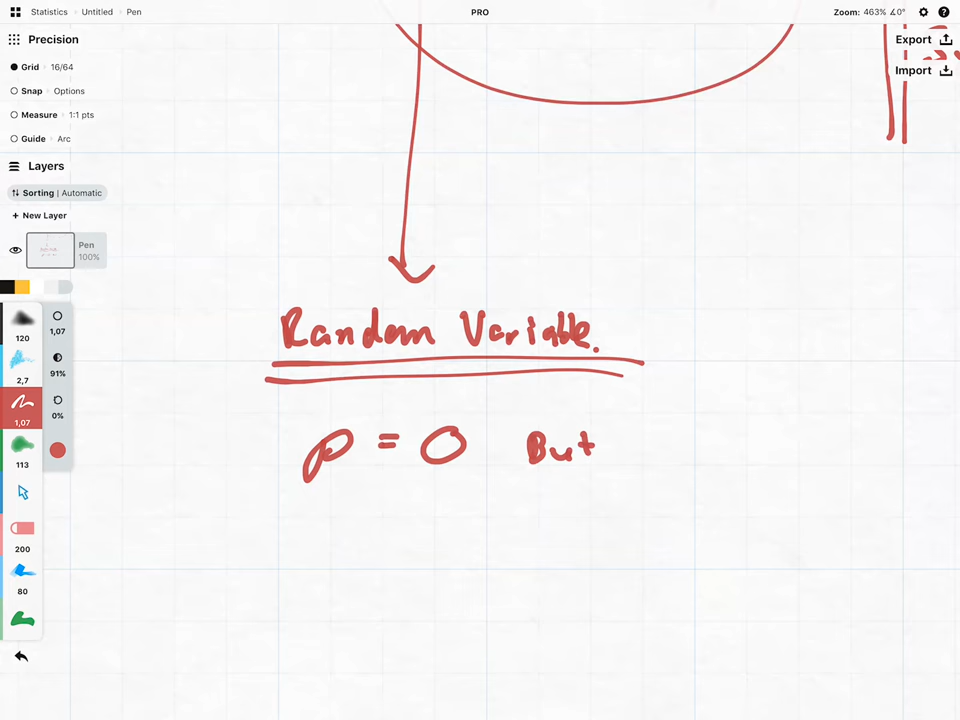 Statistics › Untitled › Pen
PRO
Zoom: 463% ∡0°
Precision
Export
Import
Grid › 16/64
Snap › Options
Measure › 1:1 pts
Guide › Arc
Layers
Sorting | Automatic
+ New Layer
Pen
100%
1,07
120
91%
2,7
0%
1,07
113
200
80
Random Variable.
ρ = 0 But